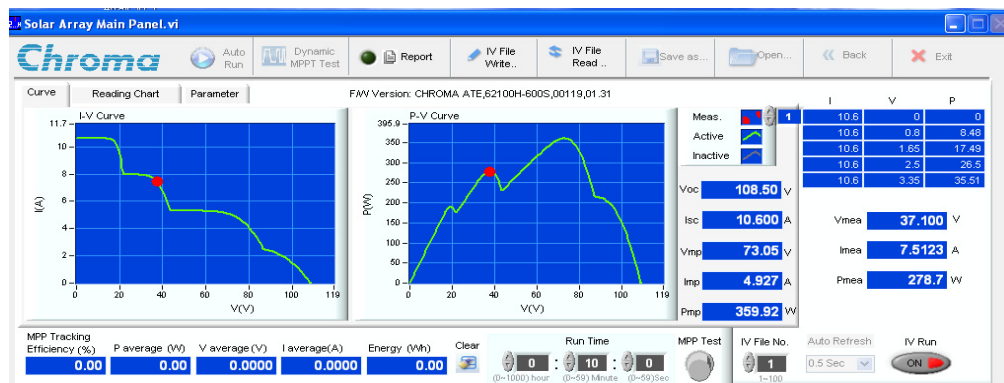 Solar Array Main Panel.vi
Chroma Auto Run Dynamic MPPT Test Report IV File Write.. IV File Read .. Save as... Open... Back Exit
Curve Reading Chart Parameter F/W Version: CHROMA ATE,62100H-600S,00119,01.31
I-V Curve
11.7
10
8
6
4
2
0
I(A)
0 20 40 60 80 100 119
V(V)
P-V Curve
395.9
350
300
250
200
150
100
50
0
P(W)
0 20 40 60 80 100 119
V(V)
Meas. 1
Active
Inactive
Voc 108.50 V
Isc 10.600 A
Vmp 73.05 V
Imp 4.927 A
Pmp 359.92 W
I V P
10.6 0 0
10.6 0.8 8.48
10.6 1.65 17.49
10.6 2.5 26.5
10.6 3.35 35.51
Vmea 37.100 V
Imea 7.5123 A
Pmea 278.7 W
MPP Tracking
Efficiency (%) P average (W) V average (V) I average(A) Energy (Wh) Clear
0.00 0.00 0.0000 0.0000 0.00
Run Time
0 : 10 : 0
(0~1000) hour (0~59) Minute (0~59)Sec
MPP Test
IV File No.
1
1~100
Auto Refresh
0.5 Sec
IV Run
ON